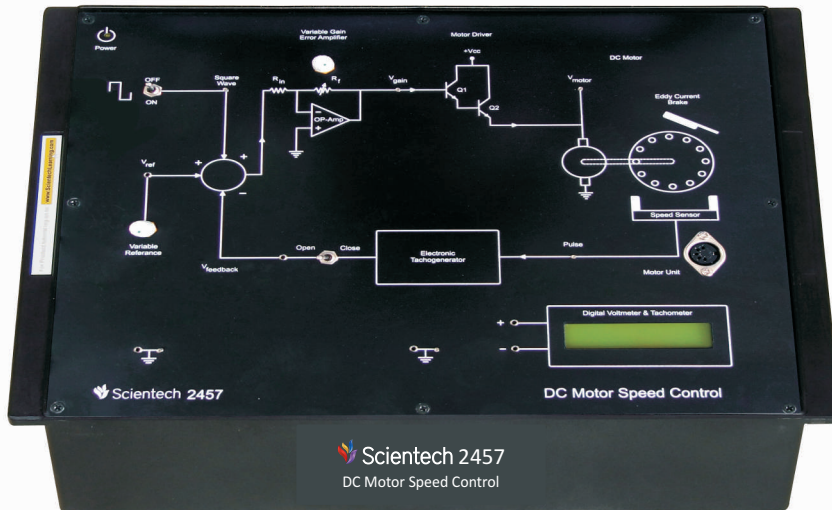 Power
Variable Gain
Error Amplifier
Motor Driver
+Vcc
DC Motor
OFF
ON
Square
Wave
Rin
Rf
Vgain
Q1
Q2
Vmotor
Eddy Current
Brake
OP-Amp
−
+
Vref
+
+
−
Variable
Referance
Speed Sensor
Open
Close
Electronic
Tachogenerator
Pulse
Vfeedback
Motor Unit
Digital Voltmeter & Tachometer
+
−
Scientech 2457
DC Motor Speed Control
Scientech 2457
DC Motor Speed Control